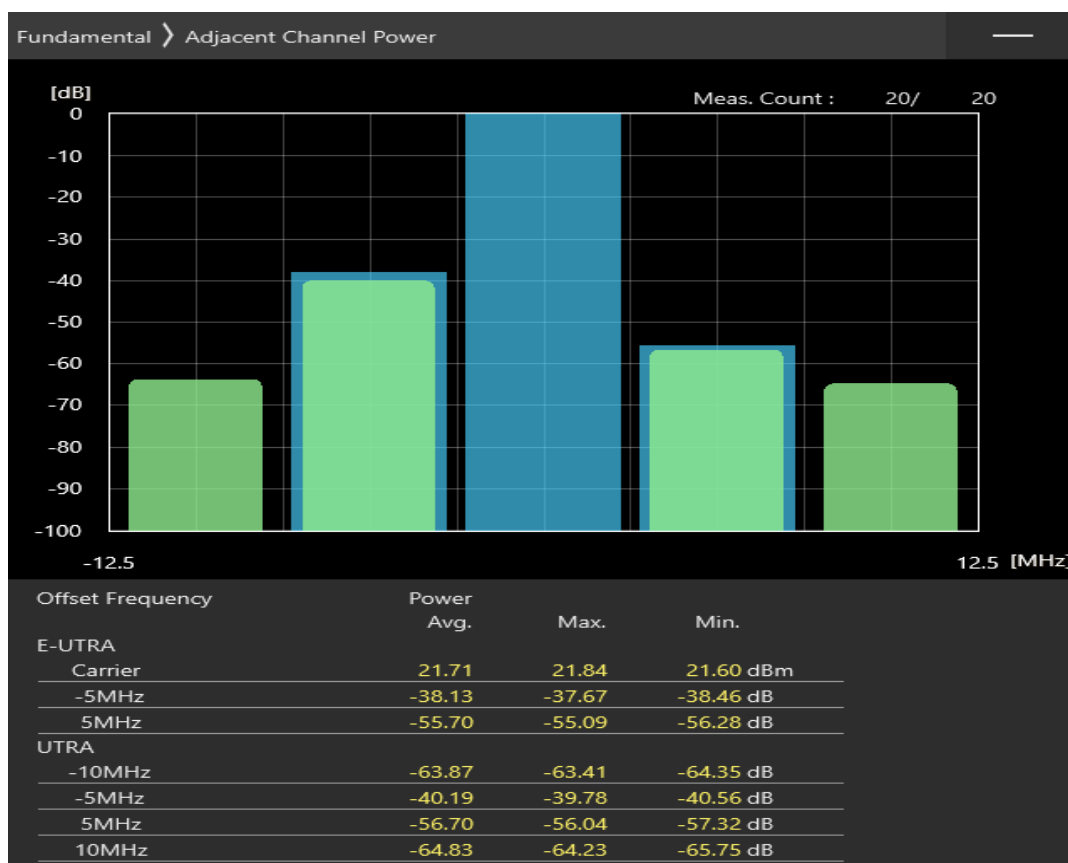 Fundamental ❯ Adjacent Channel Power
[dB]
Meas. Count : 20/ 20
0
-10
-20
-30
-40
-50
-60
-70
-80
-90
-100
-12.5 12.5 [MHz]
Offset Frequency Power
Avg. Max. Min.
E-UTRA
Carrier 21.71 21.84 21.60 dBm
-5MHz -38.13 -37.67 -38.46 dB
5MHz -55.70 -55.09 -56.28 dB
UTRA
-10MHz -63.87 -63.41 -64.35 dB
-5MHz -40.19 -39.78 -40.56 dB
5MHz -56.70 -56.04 -57.32 dB
10MHz -64.83 -64.23 -65.75 dB